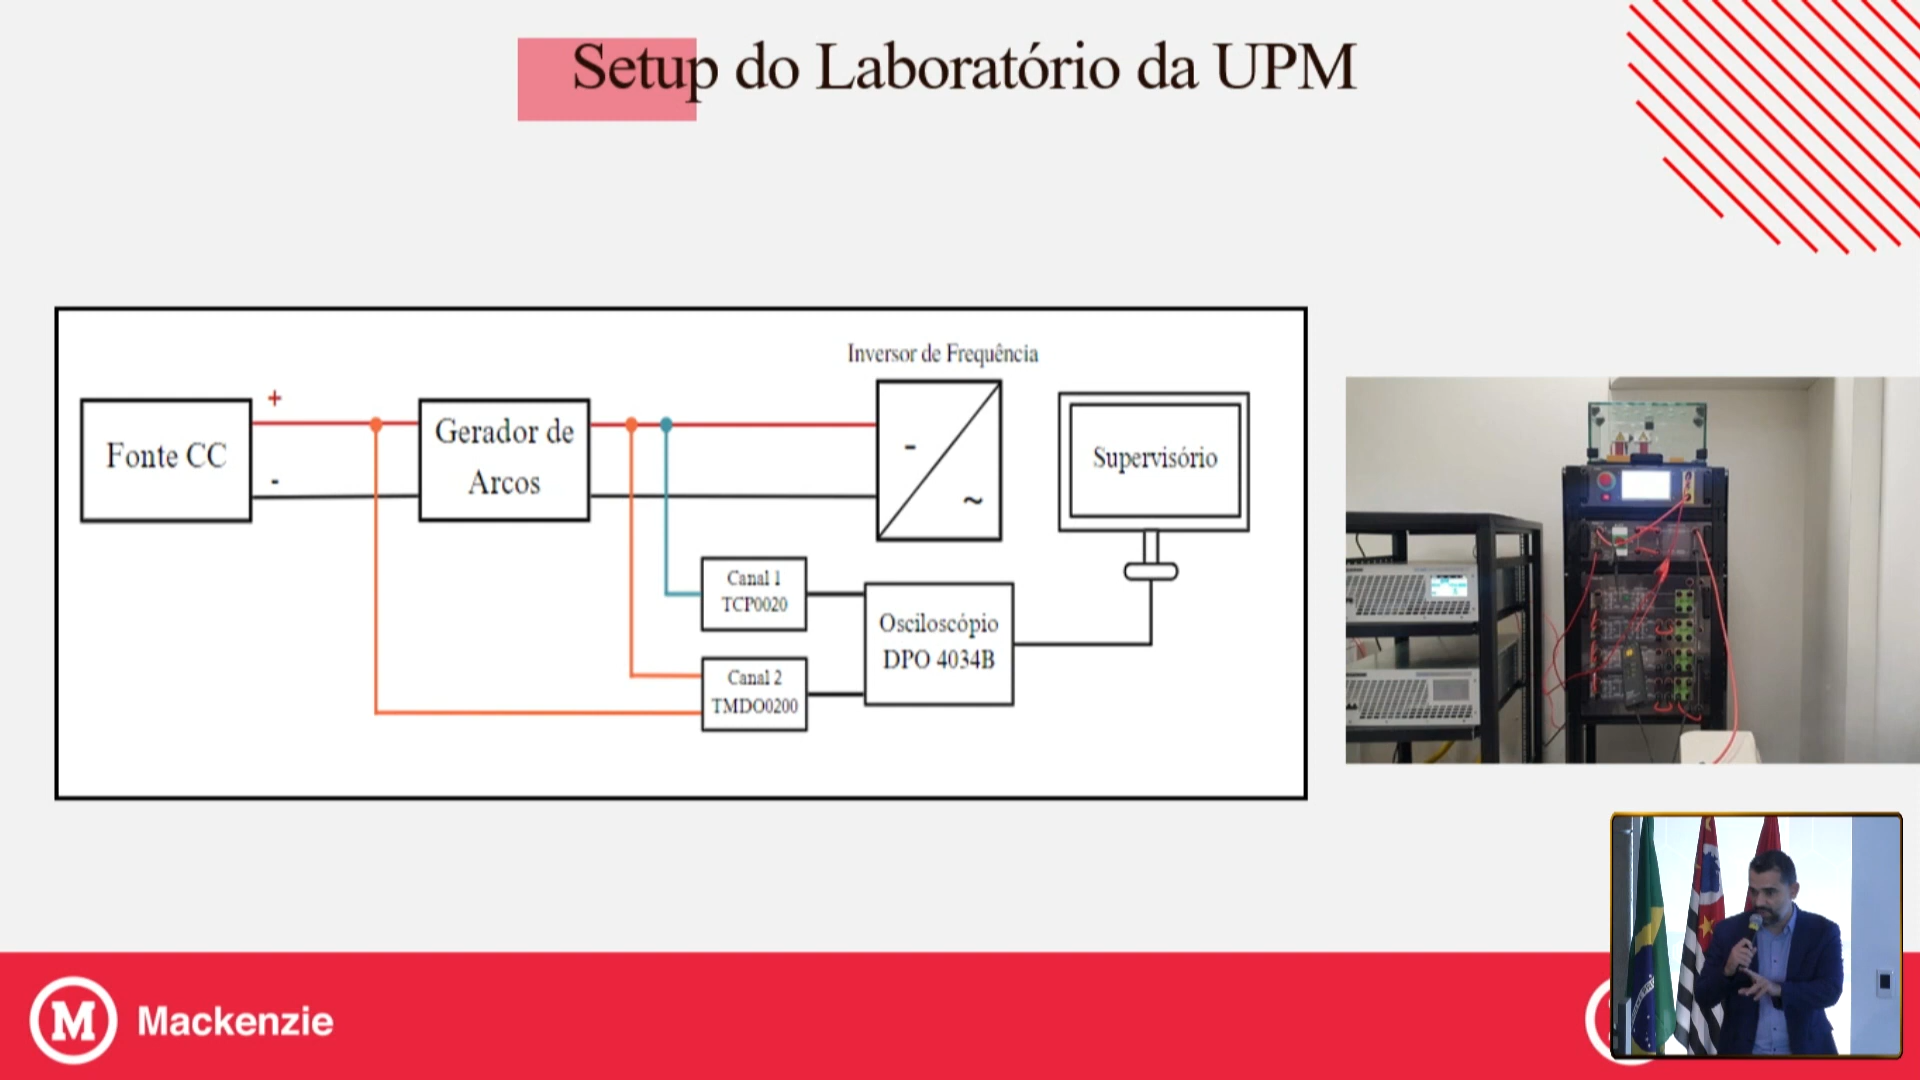 Setup do Laboratório da UPM
Inversor de Frequência
+
-
Fonte CC
Gerador de
Arcos
-
~
Supervisório
Canal 1
TCP0020
Canal 2
TMDO0200
Osciloscópio
DPO 4034B
M Mackenzie